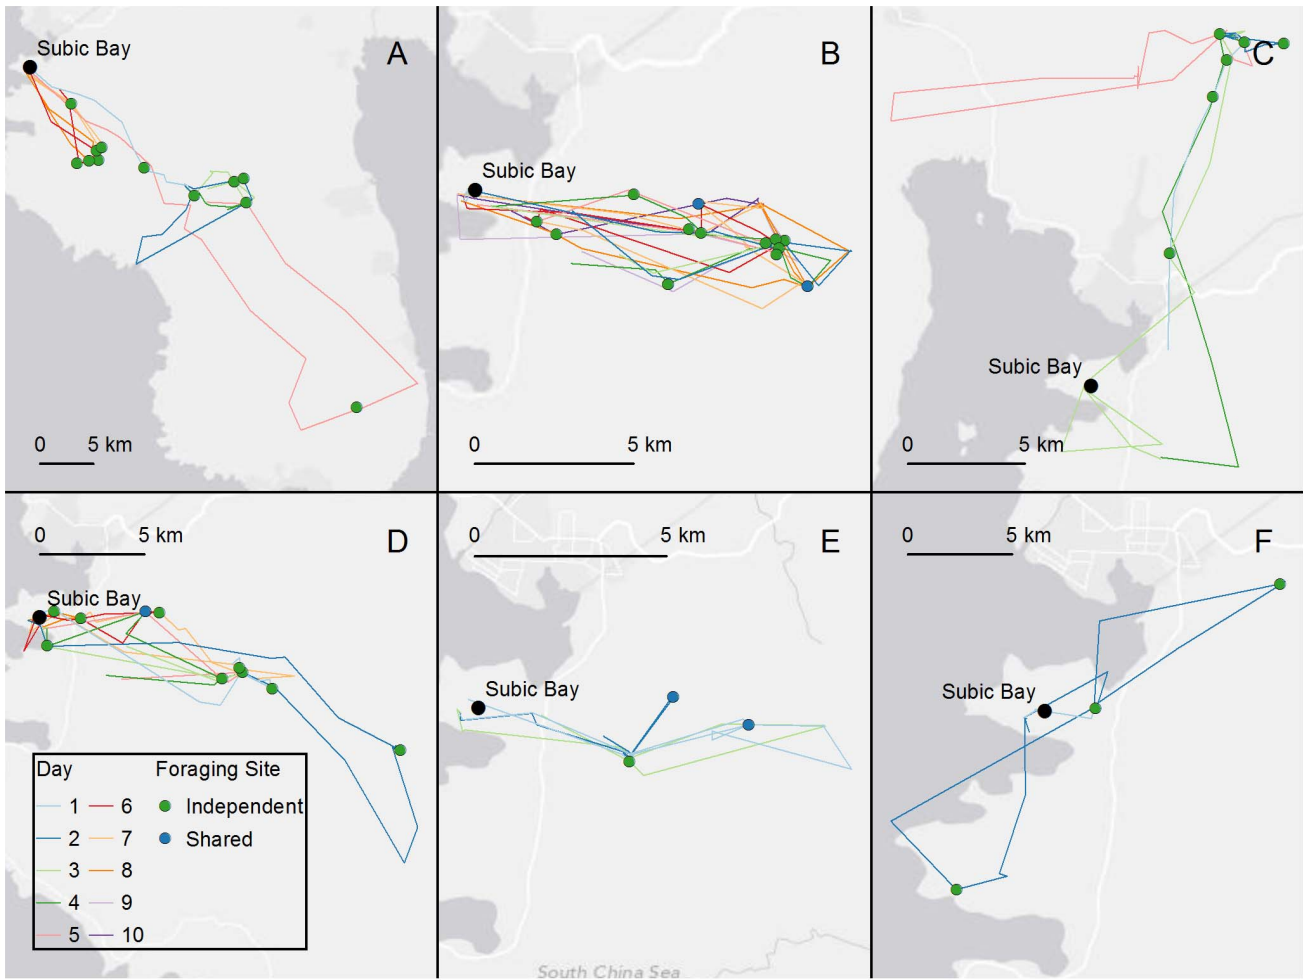 Subic Bay
A
0 5 km
Subic Bay
B
0 5 km
C
Subic Bay
0 5 km
0 5 km
D
Subic Bay
Day Foraging Site
1 6 Independent
2 7 Shared
3 8
4 9
5 10
0 5 km
E
Subic Bay
South China Sea
0 5 km
F
Subic Bay